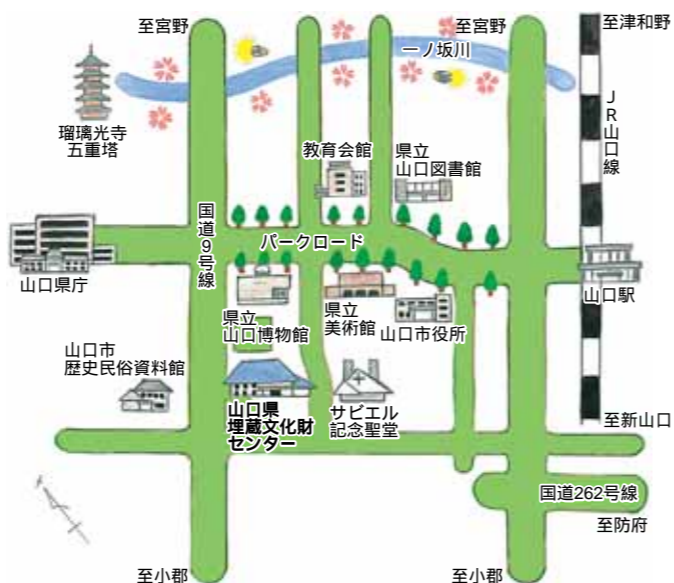 至宮野
至宮野
至津和野
一ノ坂川
JR山口線
瑠璃光寺
五重塔
教育会館
県立
山口図書館
国道9号線
パークロード
山口県庁
山口駅
県立
山口博物館
県立
美術館
山口市役所
山口市
歴史民俗資料館
山口県
埋蔵文化財
センター
サビエル
記念聖堂
至新山口
国道262号線
至防府
至小郡
至小郡